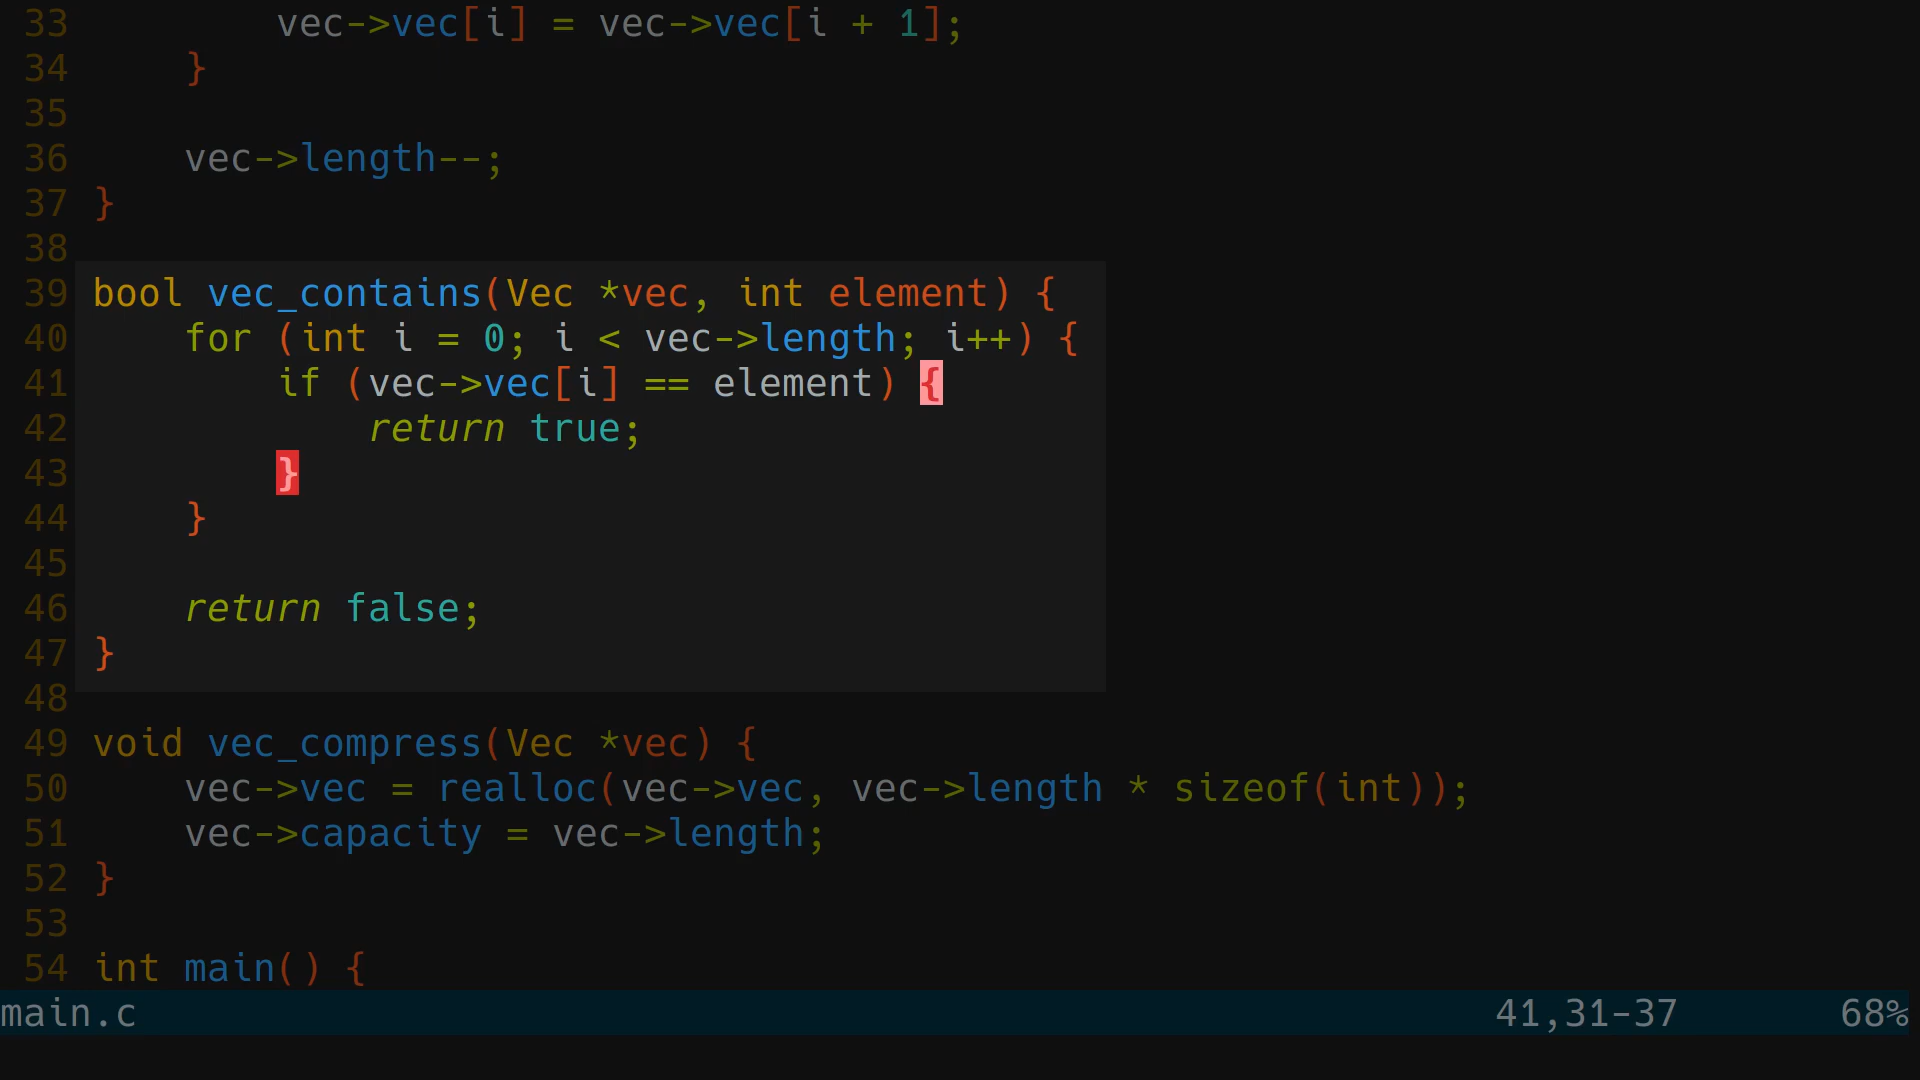 33         vec->vec[i] = vec->vec[i + 1];
34     }
35
36     vec->length--;
37 }
38
39 bool vec_contains(Vec *vec, int element) {
40     for (int i = 0; i < vec->length; i++) {
41         if (vec->vec[i] == element) {
42             return true;
43         }
44     }
45
46     return false;
47 }
48
49 void vec_compress(Vec *vec) {
50     vec->vec = realloc(vec->vec, vec->length * sizeof(int));
51     vec->capacity = vec->length;
52 }
53
54 int main() {
main.c 41,31-37 68%